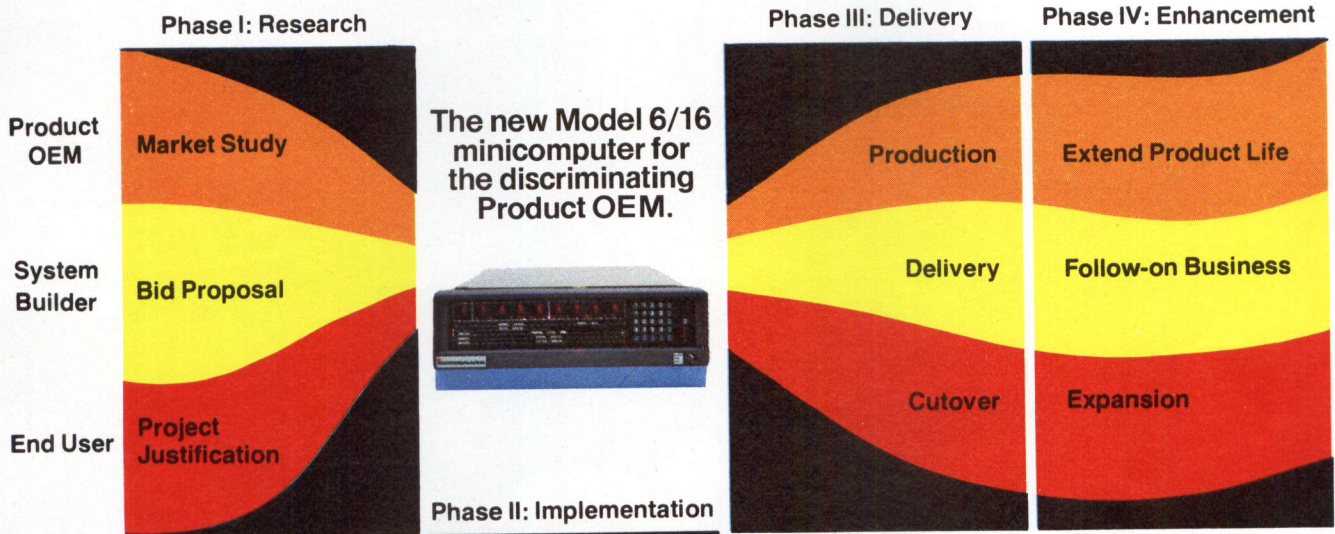 Phase I: Research
Phase III: Delivery
Phase IV: Enhancement
Product
OEM
Market Study
The new Model 6/16
minicomputer for
the discriminating
Product OEM.
Production
Extend Product Life
System
Builder
Bid Proposal
Delivery
Follow-on Business
End User
Project
Justification
Cutover
Expansion
Phase II: Implementation